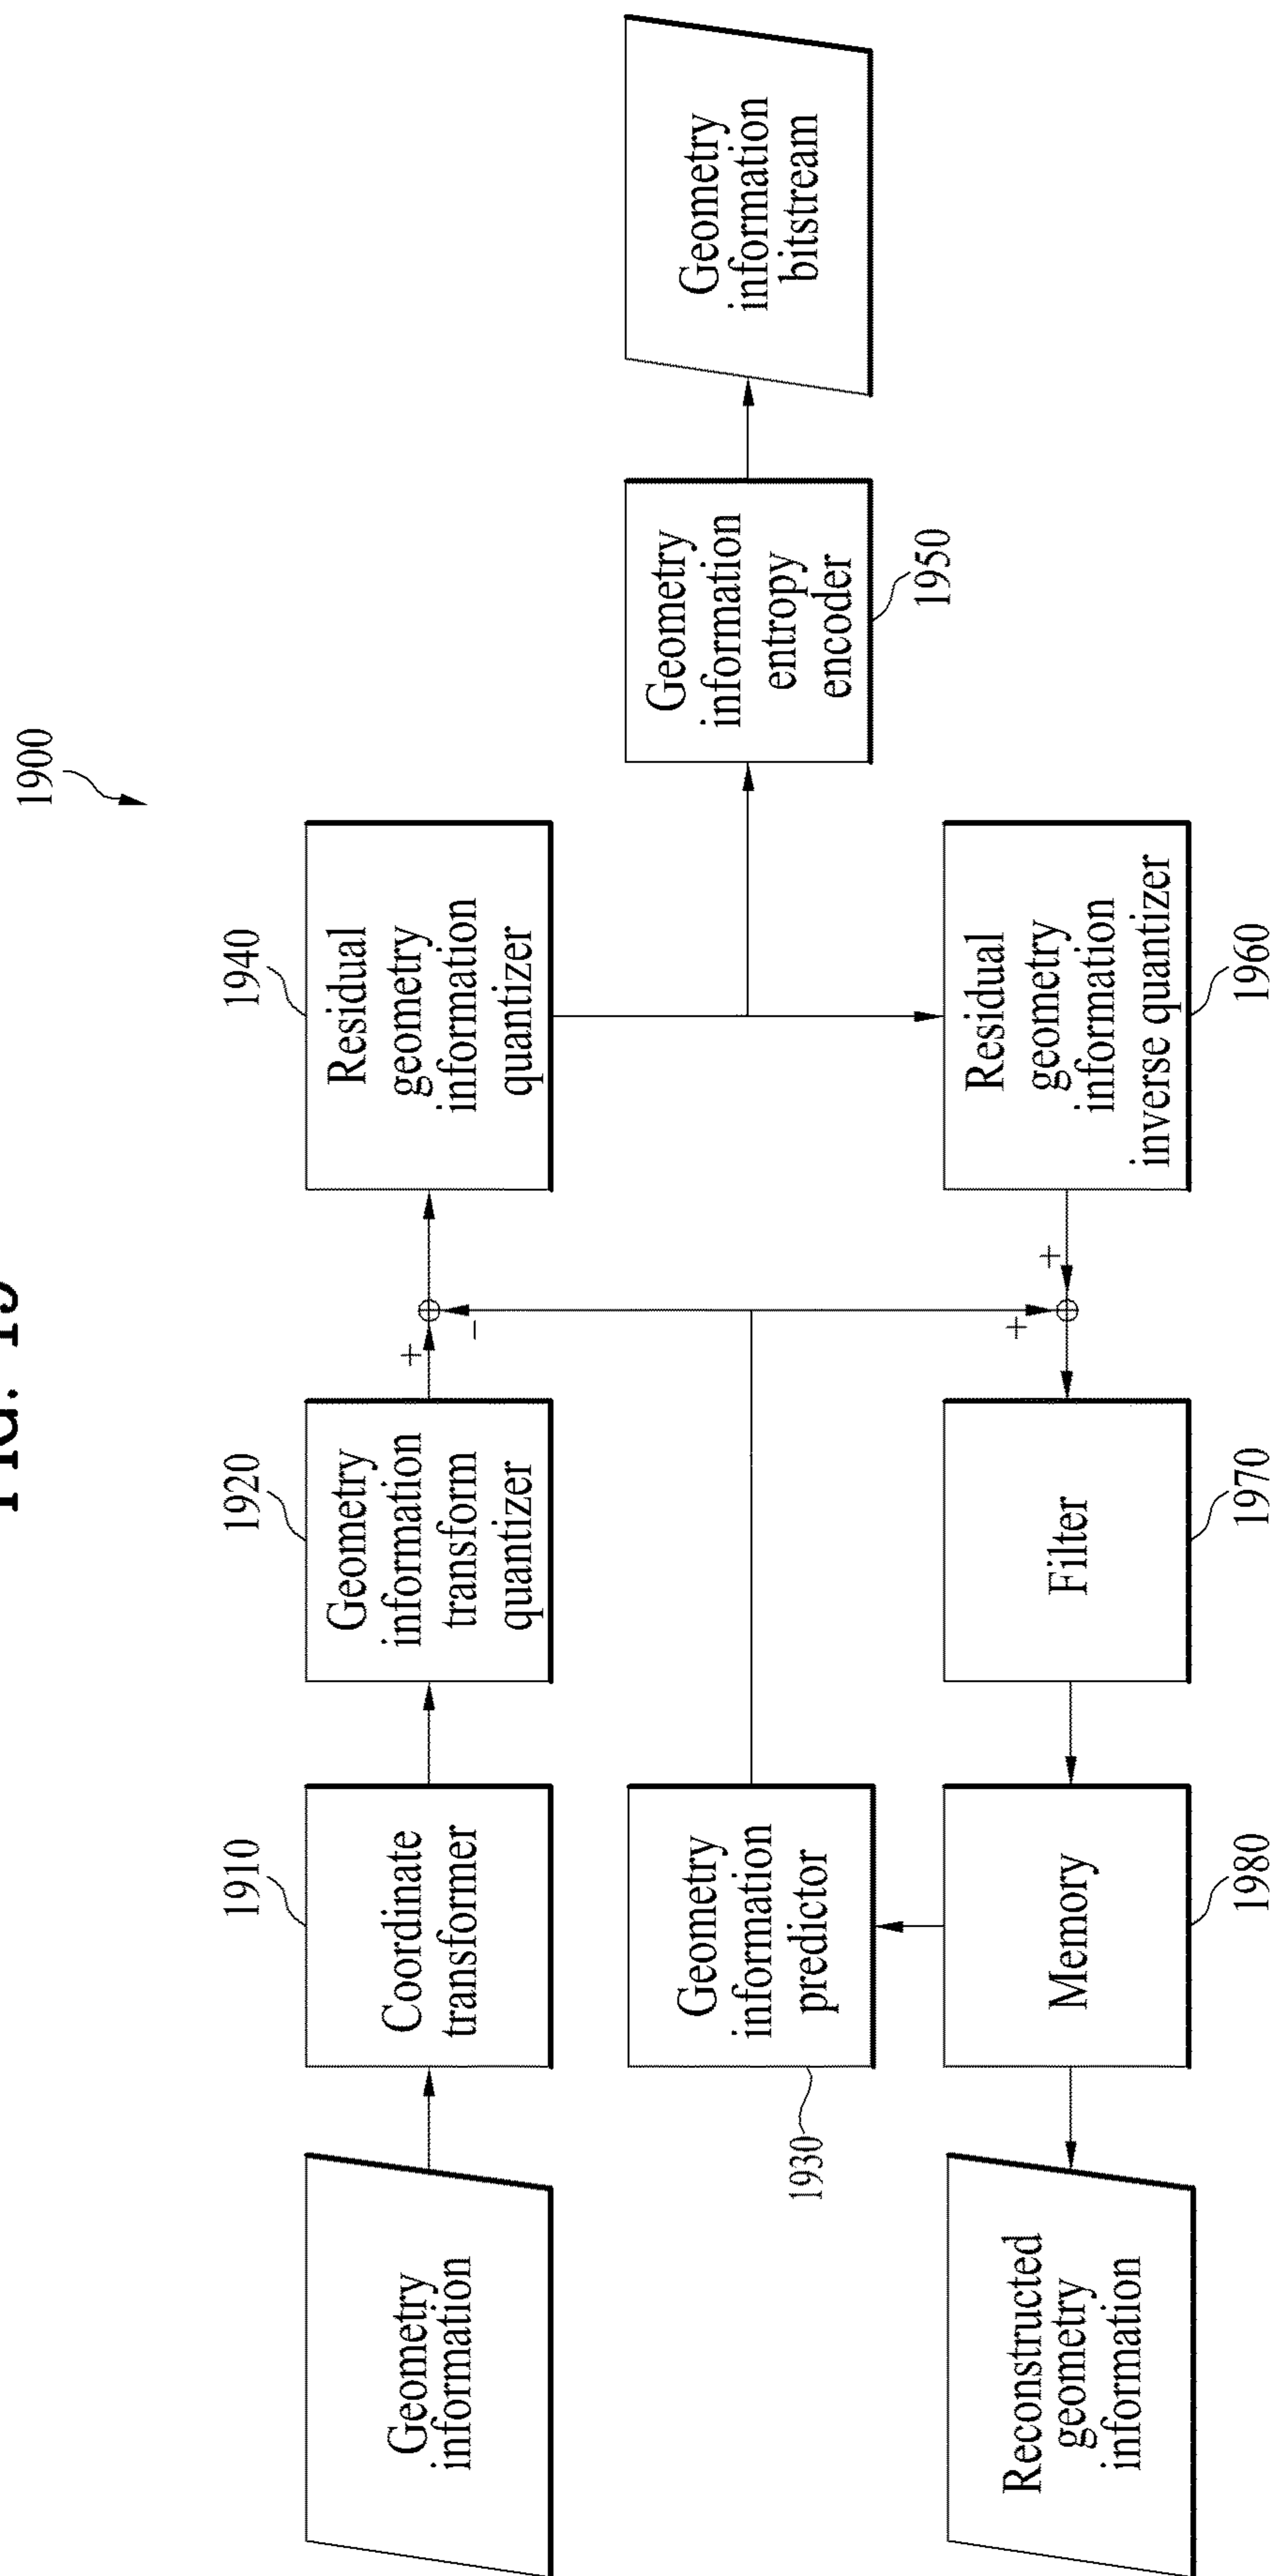 FIG. 19
1900
Geometry
information
1910
Coordinate
transformer
1920
Geometry
information
transform
quantizer
+
−
1940
Residual
geometry
information
quantizer
1930
Geometry
information
predictor
Geometry
information
entropy
encoder
1950
Geometry
information
bitstream
Reconstructed
geometry
information
Memory
1980
Filter
1970
+
+
Residual
geometry
information
inverse quantizer
1960